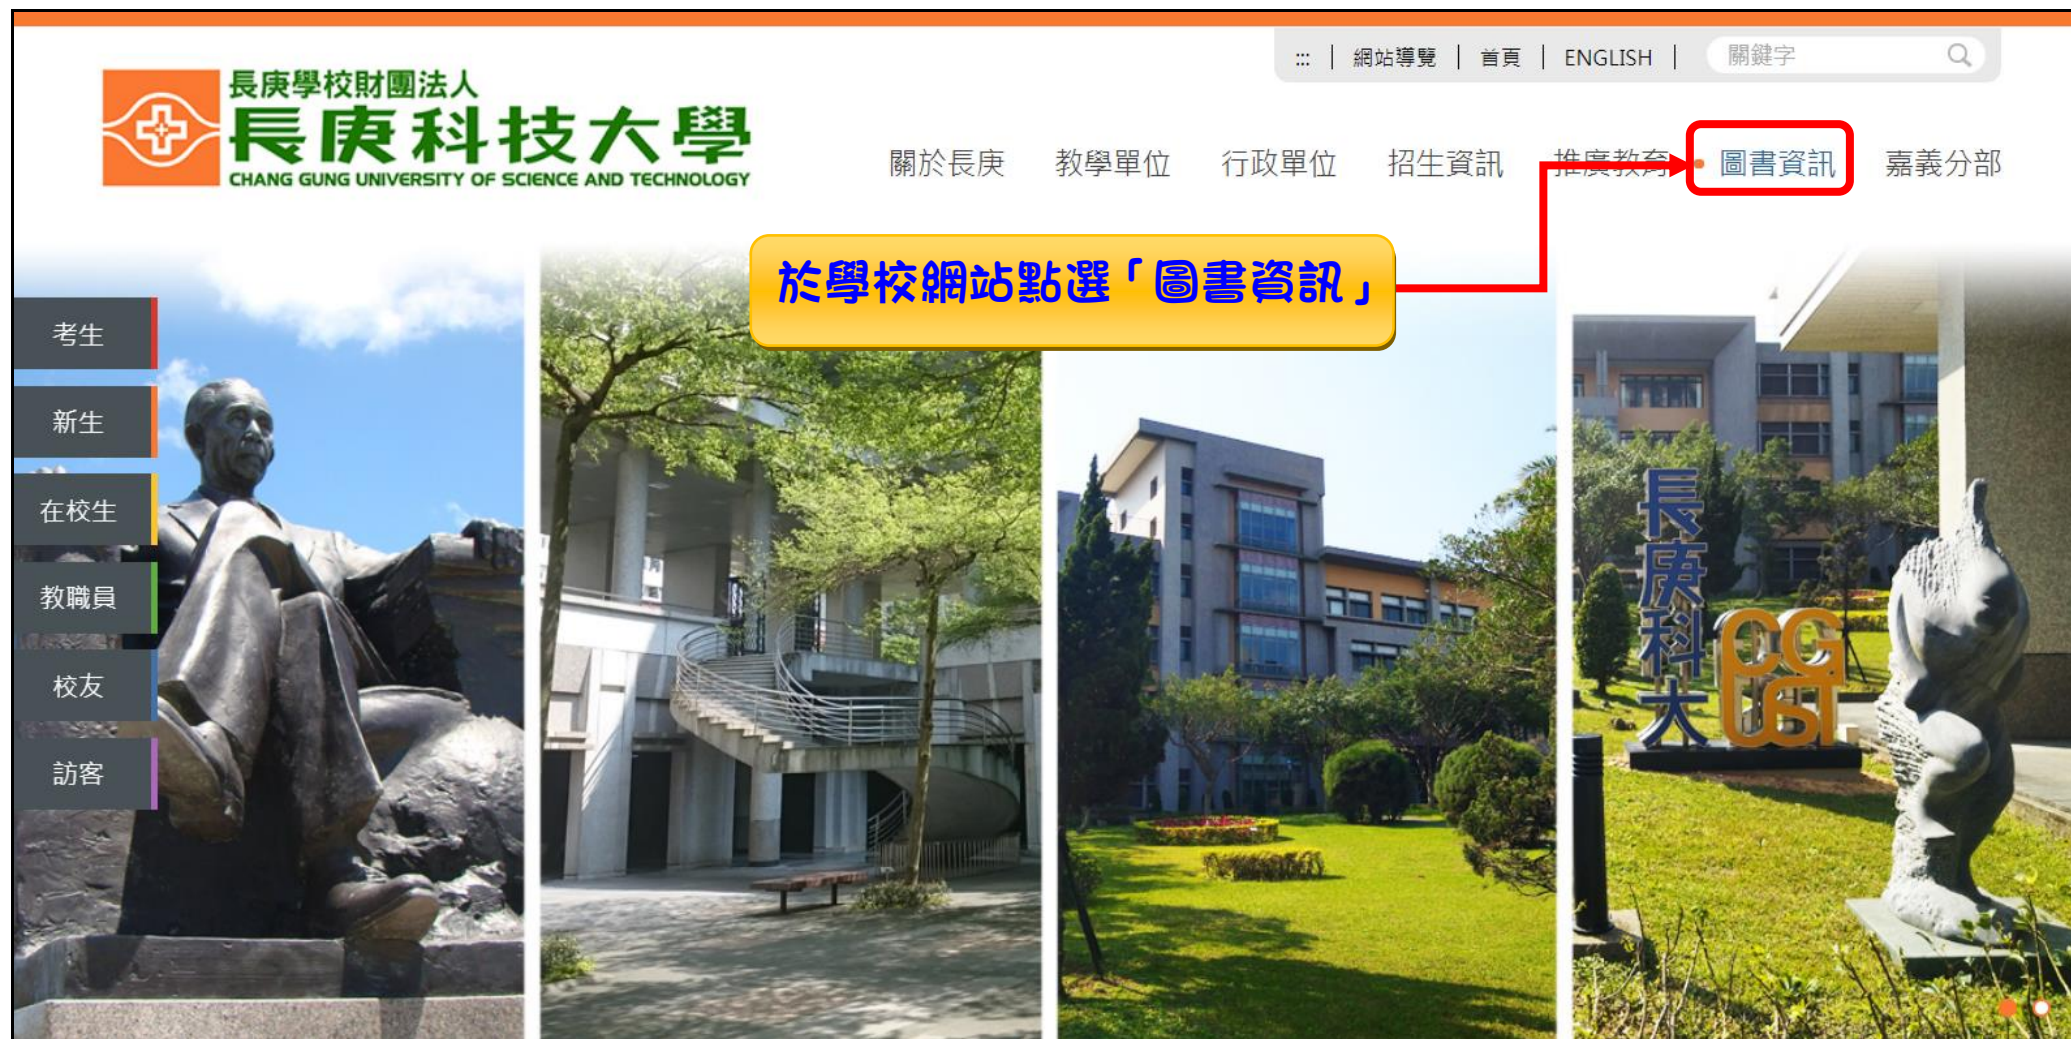 ::: | 網站導覽 | 首頁 | ENGLISH | 關鍵字
長庚學校財團法人
長庚科技大學
CHANG GUNG UNIVERSITY OF SCIENCE AND TECHNOLOGY
關於長庚 教學單位 行政單位 招生資訊 推廣教育 圖書資訊 嘉義分部
於學校網站點選「圖書資訊」
考生
新生
在校生
教職員
校友
訪客
長庚科大
CG
UST